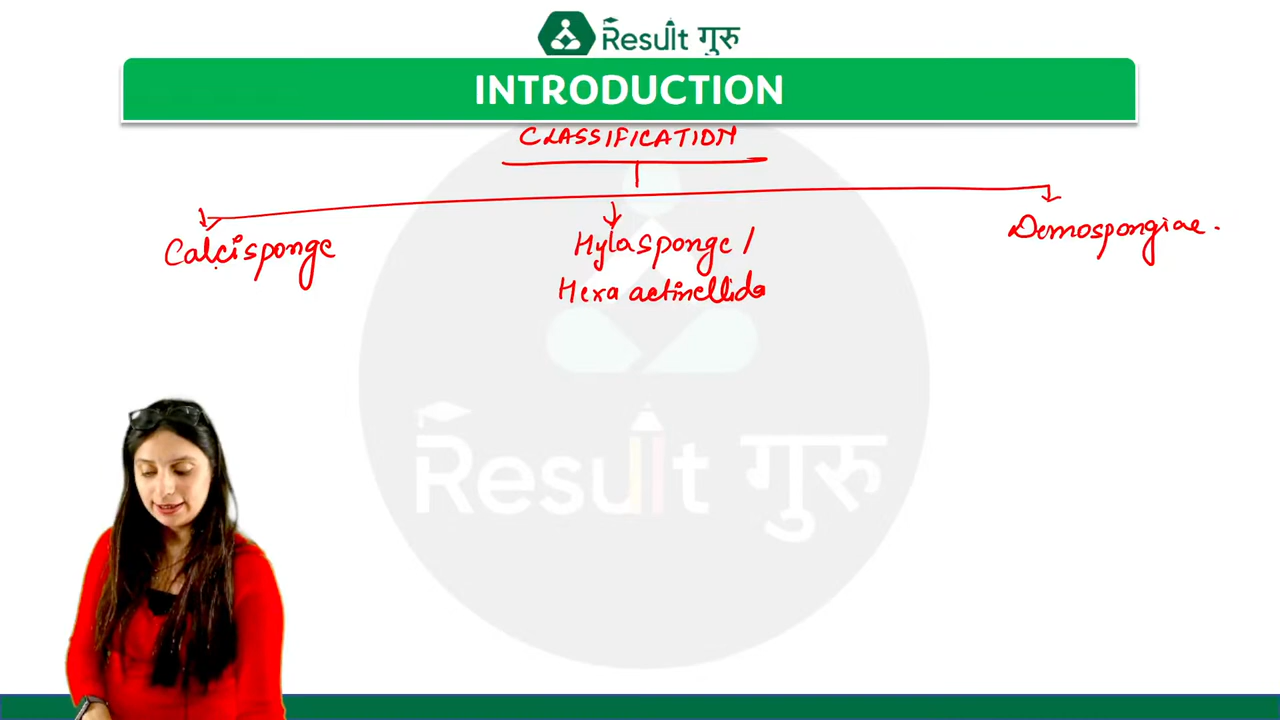 Result गुरु
INTRODUCTION
CLASSIFICATION
Calcisponge
Hylasponge /
Hexa actinellida
Demospongiae.
Result गुरु